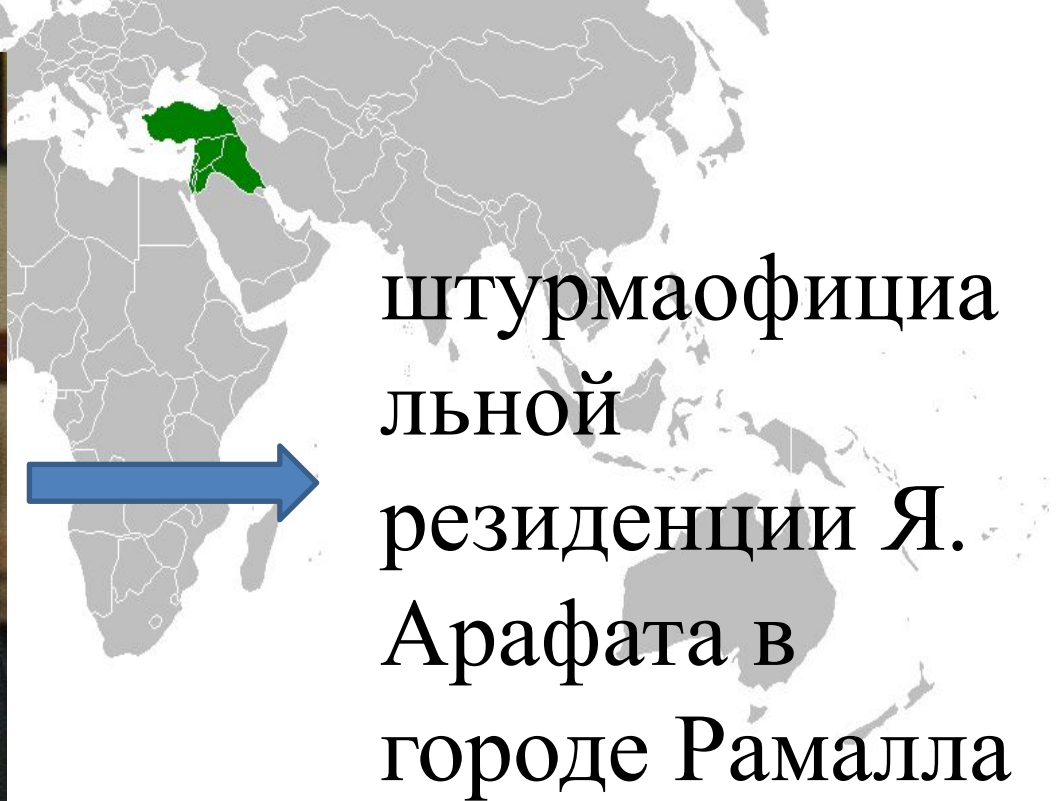 штурмаофициа
льной
резиденции Я.
Арафата в
городе Рамалла